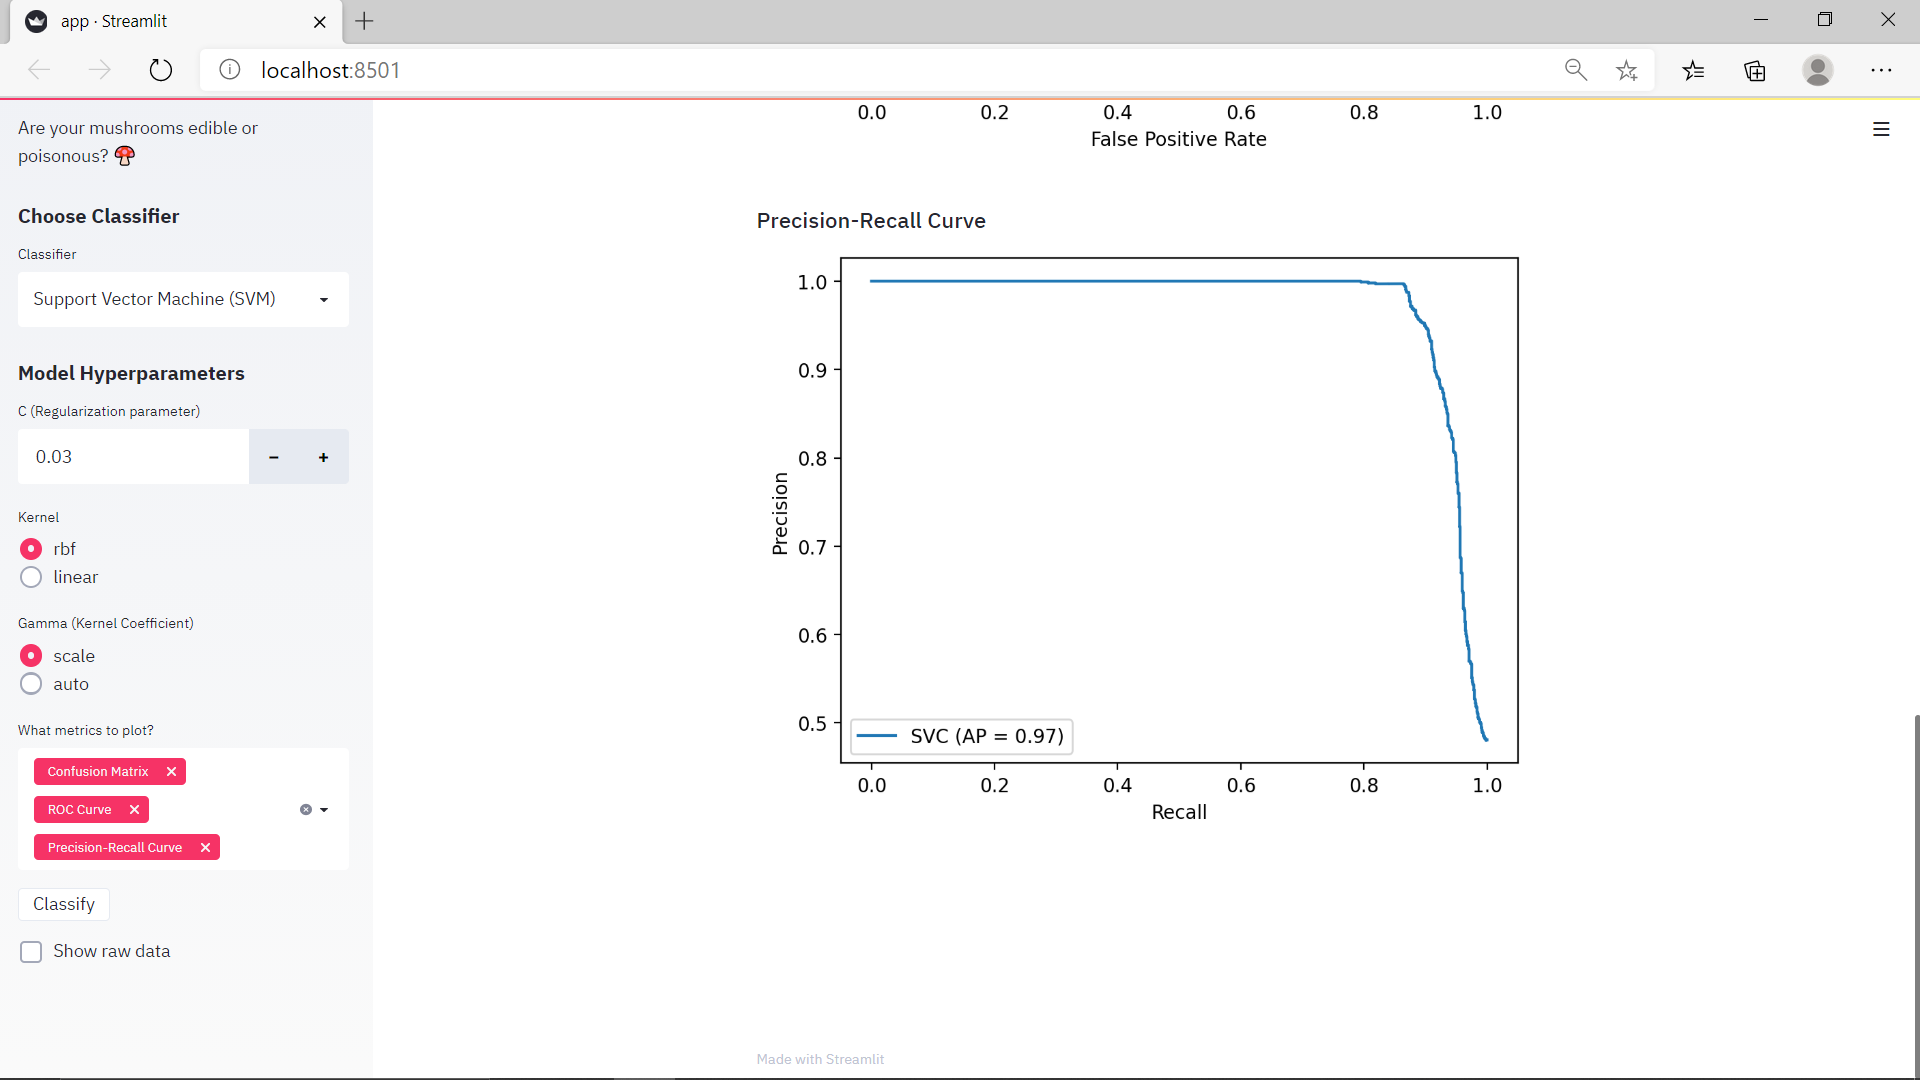 app · Streamlit
localhost:8501
Are your mushrooms edible or
poisonous? 🍄
Choose Classifier
Classifier
Support Vector Machine (SVM)
Model Hyperparameters
C (Regularization parameter)
0.03
- +
Kernel
rbf
linear
Gamma (Kernel Coefficient)
scale
auto
What metrics to plot?
Confusion Matrix
ROC Curve
Precision-Recall Curve
Classify
Show raw data
0.0 0.2 0.4 0.6 0.8 1.0
False Positive Rate
Precision-Recall Curve
1.0
0.9
0.8
0.7
0.6
0.5
Precision
SVC (AP = 0.97)
0.0 0.2 0.4 0.6 0.8 1.0
Recall
Made with Streamlit